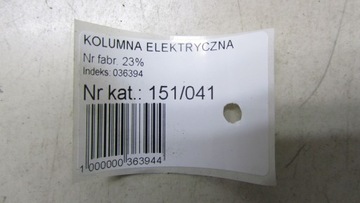 KOLUMNA ELEKTRYCZNA
Nr fabr. 23%
Indeks: 036394
Nr kat.: 151/041
1 000000 363944